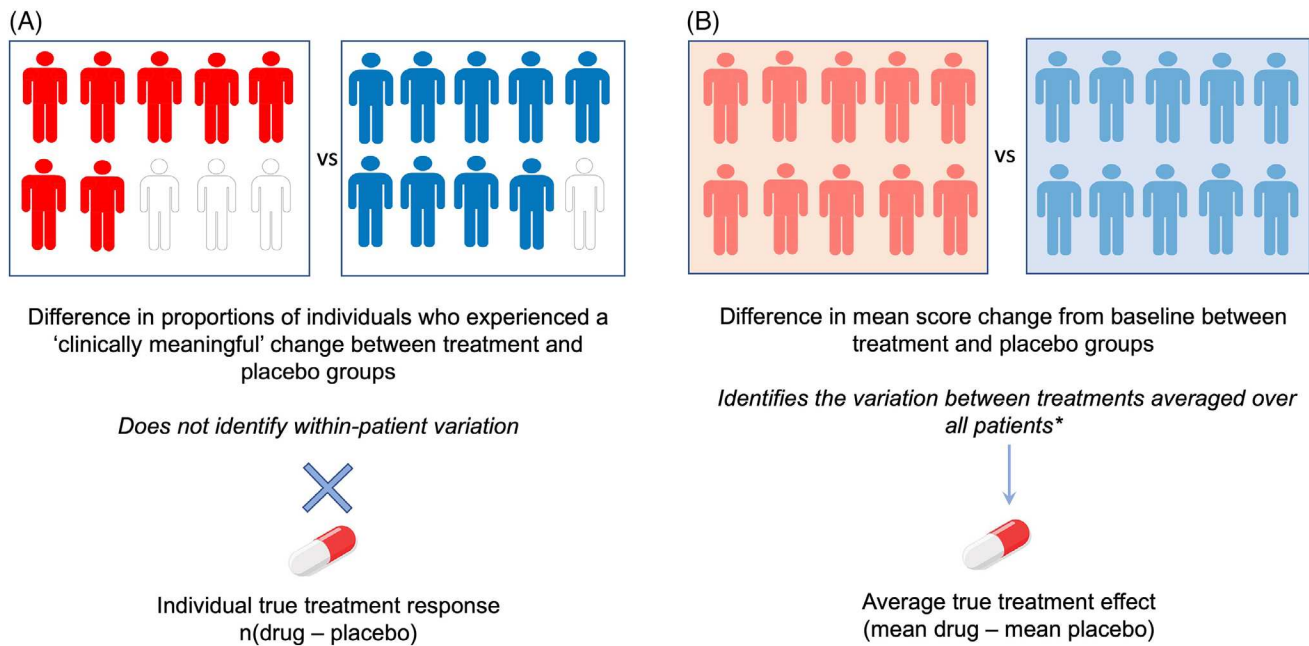 (A)
vs
Difference in proportions of individuals who experienced a
‘clinically meaningful’ change between treatment and
placebo groups
Does not identify within-patient variation
Individual true treatment response
n(drug – placebo)
(B)
vs
Difference in mean score change from baseline between
treatment and placebo groups
Identifies the variation between treatments averaged over
all patients*
Average true treatment effect
(mean drug – mean placebo)